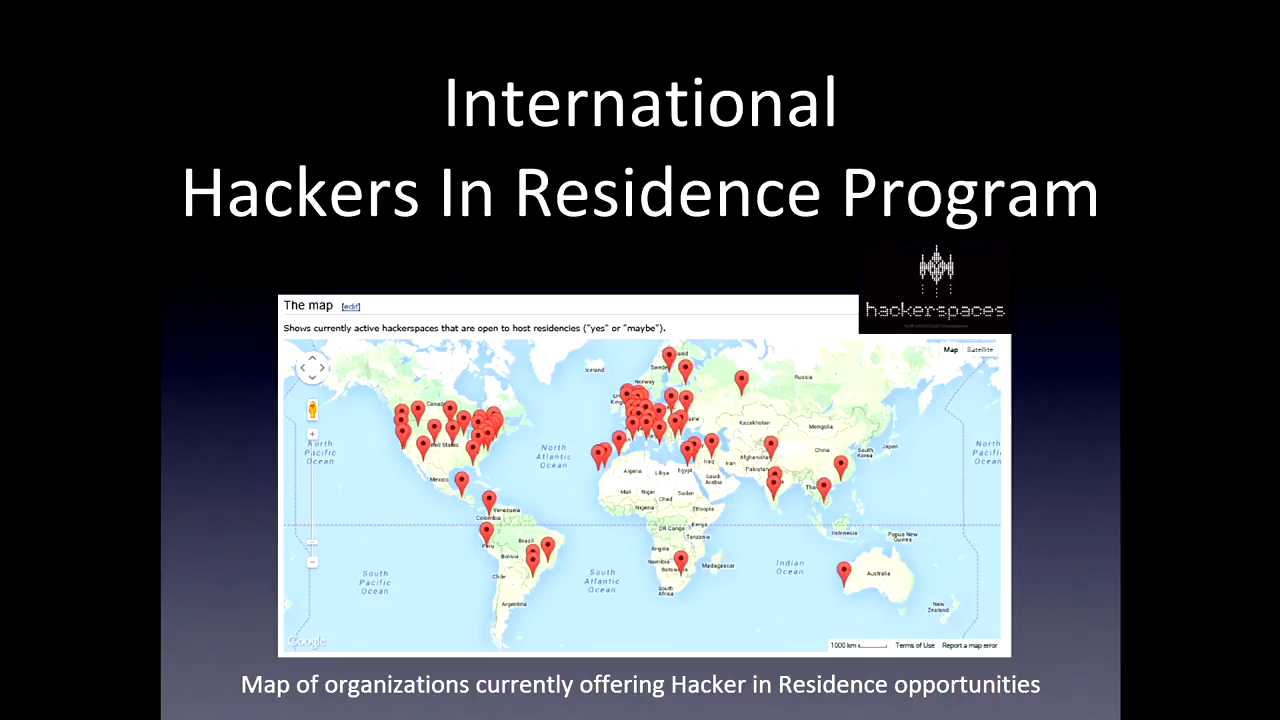 International
Hackers In Residence Program
hackerspaces
The map [edit]
Shows currently active hackerspaces that are open to host residencies ("yes" or "maybe").
Map Satellite
Iceland
Russia
Norway
Canada
Kazakhstan
Mongolia
North Pacific Ocean
North Atlantic Ocean
Afghanistan
China
South Korea
Japan
North Pacific Ocean
Iraq
Iran
Pakistan
Algeria
Libya
Egypt
Saudi Arabia
Mexico
Mali
Niger
Chad
Sudan
Nigeria
Ethiopia
Venezuela
Colombia
DR Congo
Kenya
Tanzania
Indonesia
Papua New Guinea
Peru
Brazil
Bolivia
Angola
Namibia
Botswana
Madagascar
Indian Ocean
Australia
South Pacific Ocean
Chile
South Atlantic Ocean
South Africa
Argentina
New Zealand
Google
1000 km
Terms of Use
Report a map error
Map of organizations currently offering Hacker in Residence opportunities